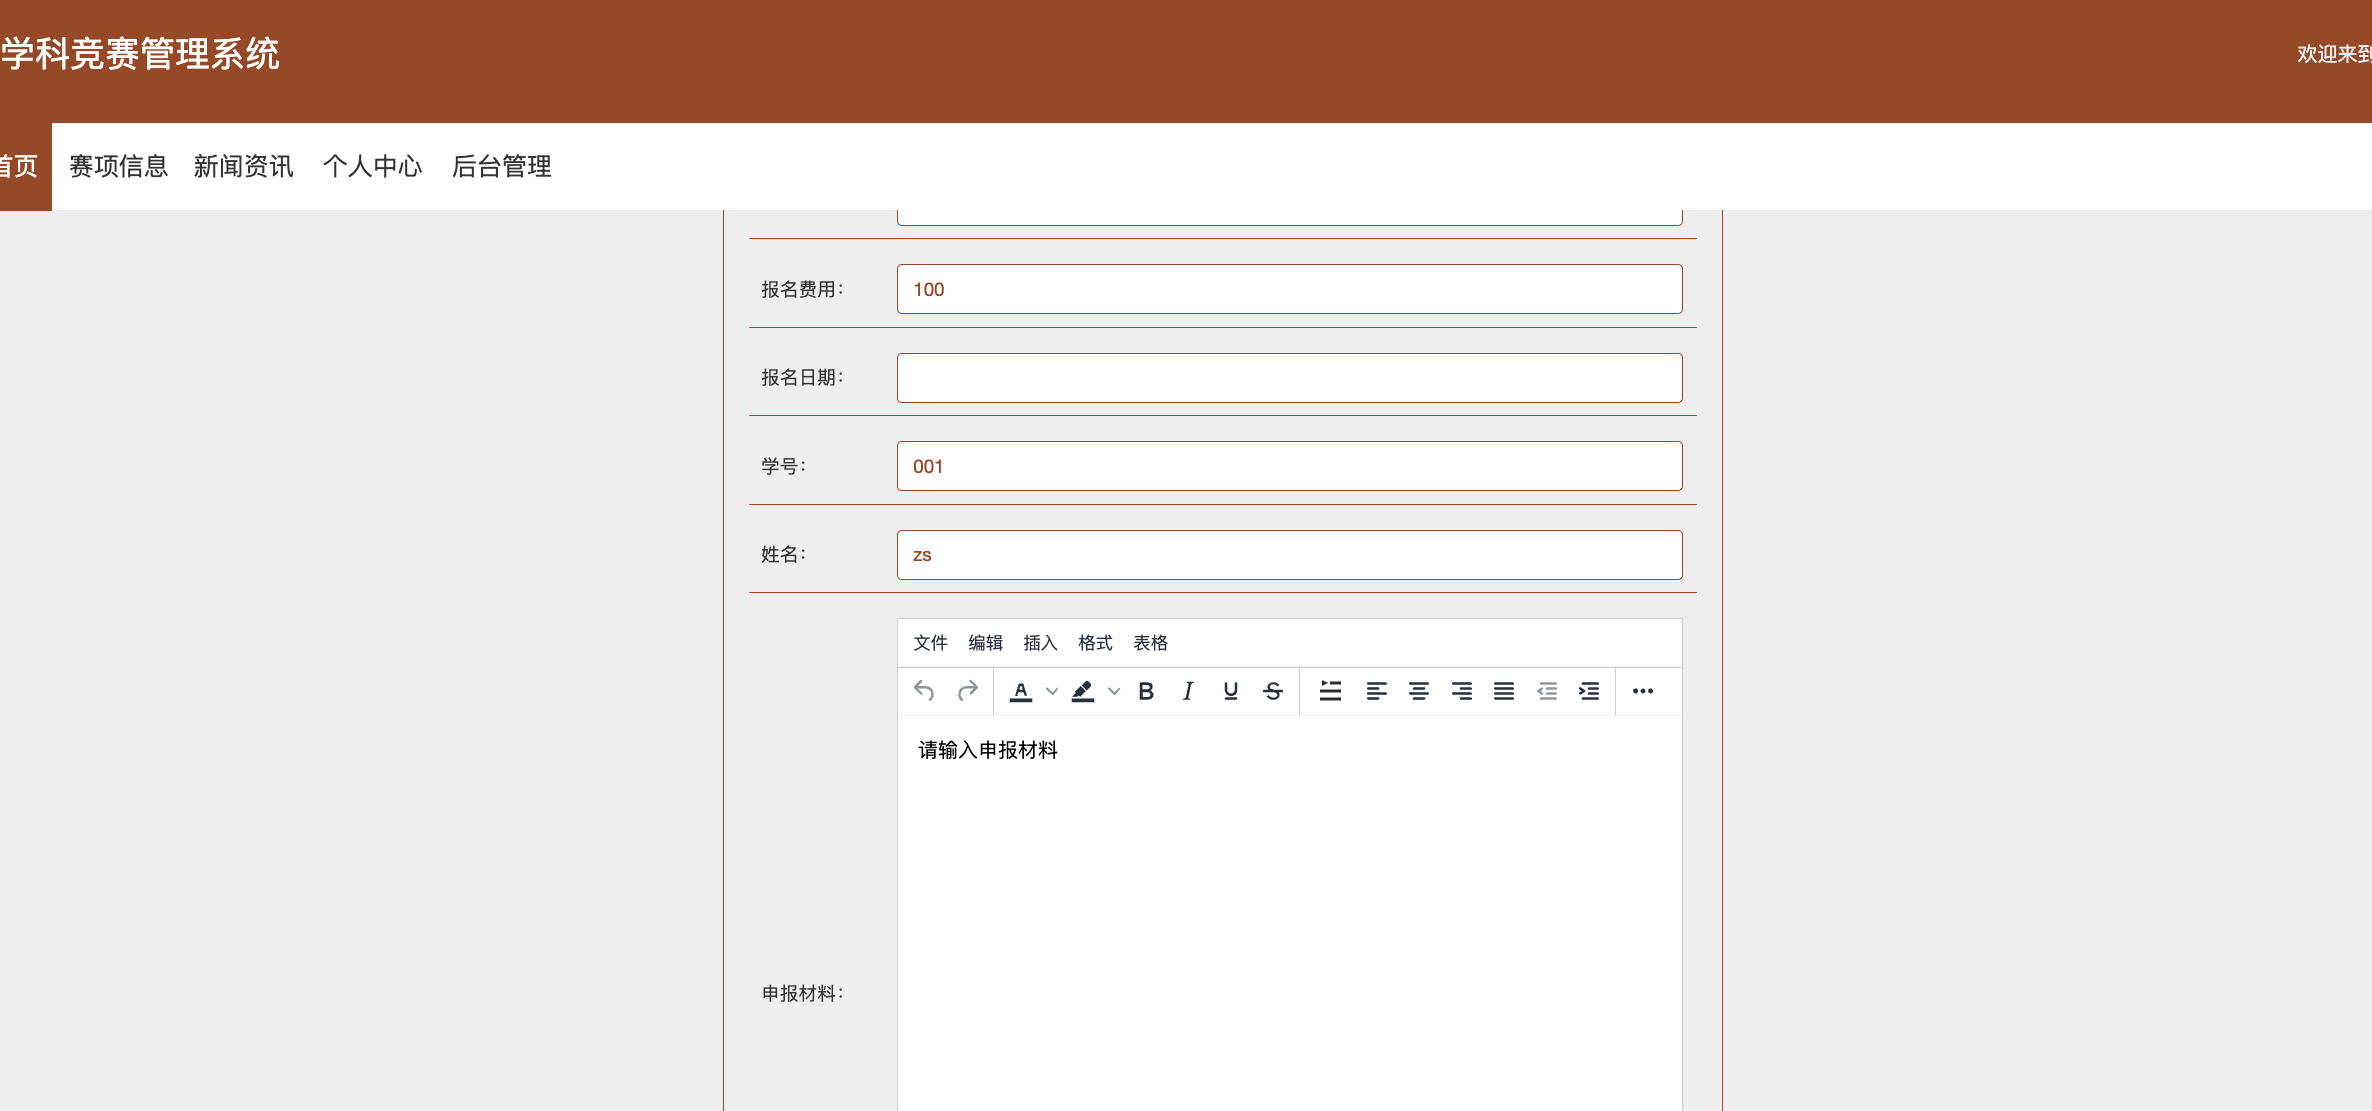 学科竞赛管理系统
欢迎来到
首页 赛项信息 新闻资讯 个人中心 后台管理
报名费用： 100
报名日期：
学号： 001
姓名： zs
文件 编辑 插入 格式 表格
请输入申报材料
申报材料：